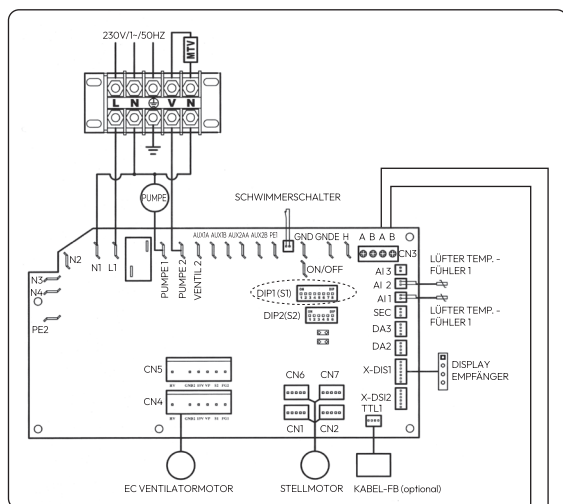 230V/1~/50HZ
MTV
L N V N
PUMPE
SCHWIMMERSCHALTER
AUX1A AUX1B AUX2AA AUX2B PE1
GND GNDE H A B A B
CN3
N2
N1 L1
PUMPE 1
PUMPE 2
VENTIL 2
ON/OFF
N3
N4
PE2
DIP1 (S1)
DIP2(S2)
AI 3
AI 2
AI 1
SEC
DA3
DA2
X-DIS1
X-DSI2
TTL1
LÜFTER TEMP. -
FÜHLER 1
LÜFTER TEMP. -
FÜHLER 1
DISPLAY
EMPFÄNGER
CN5
CN4
CN6 CN7
CN1 CN2
EC VENTILATORMOTOR
STELLMOTOR
KABEL-FB (optional)